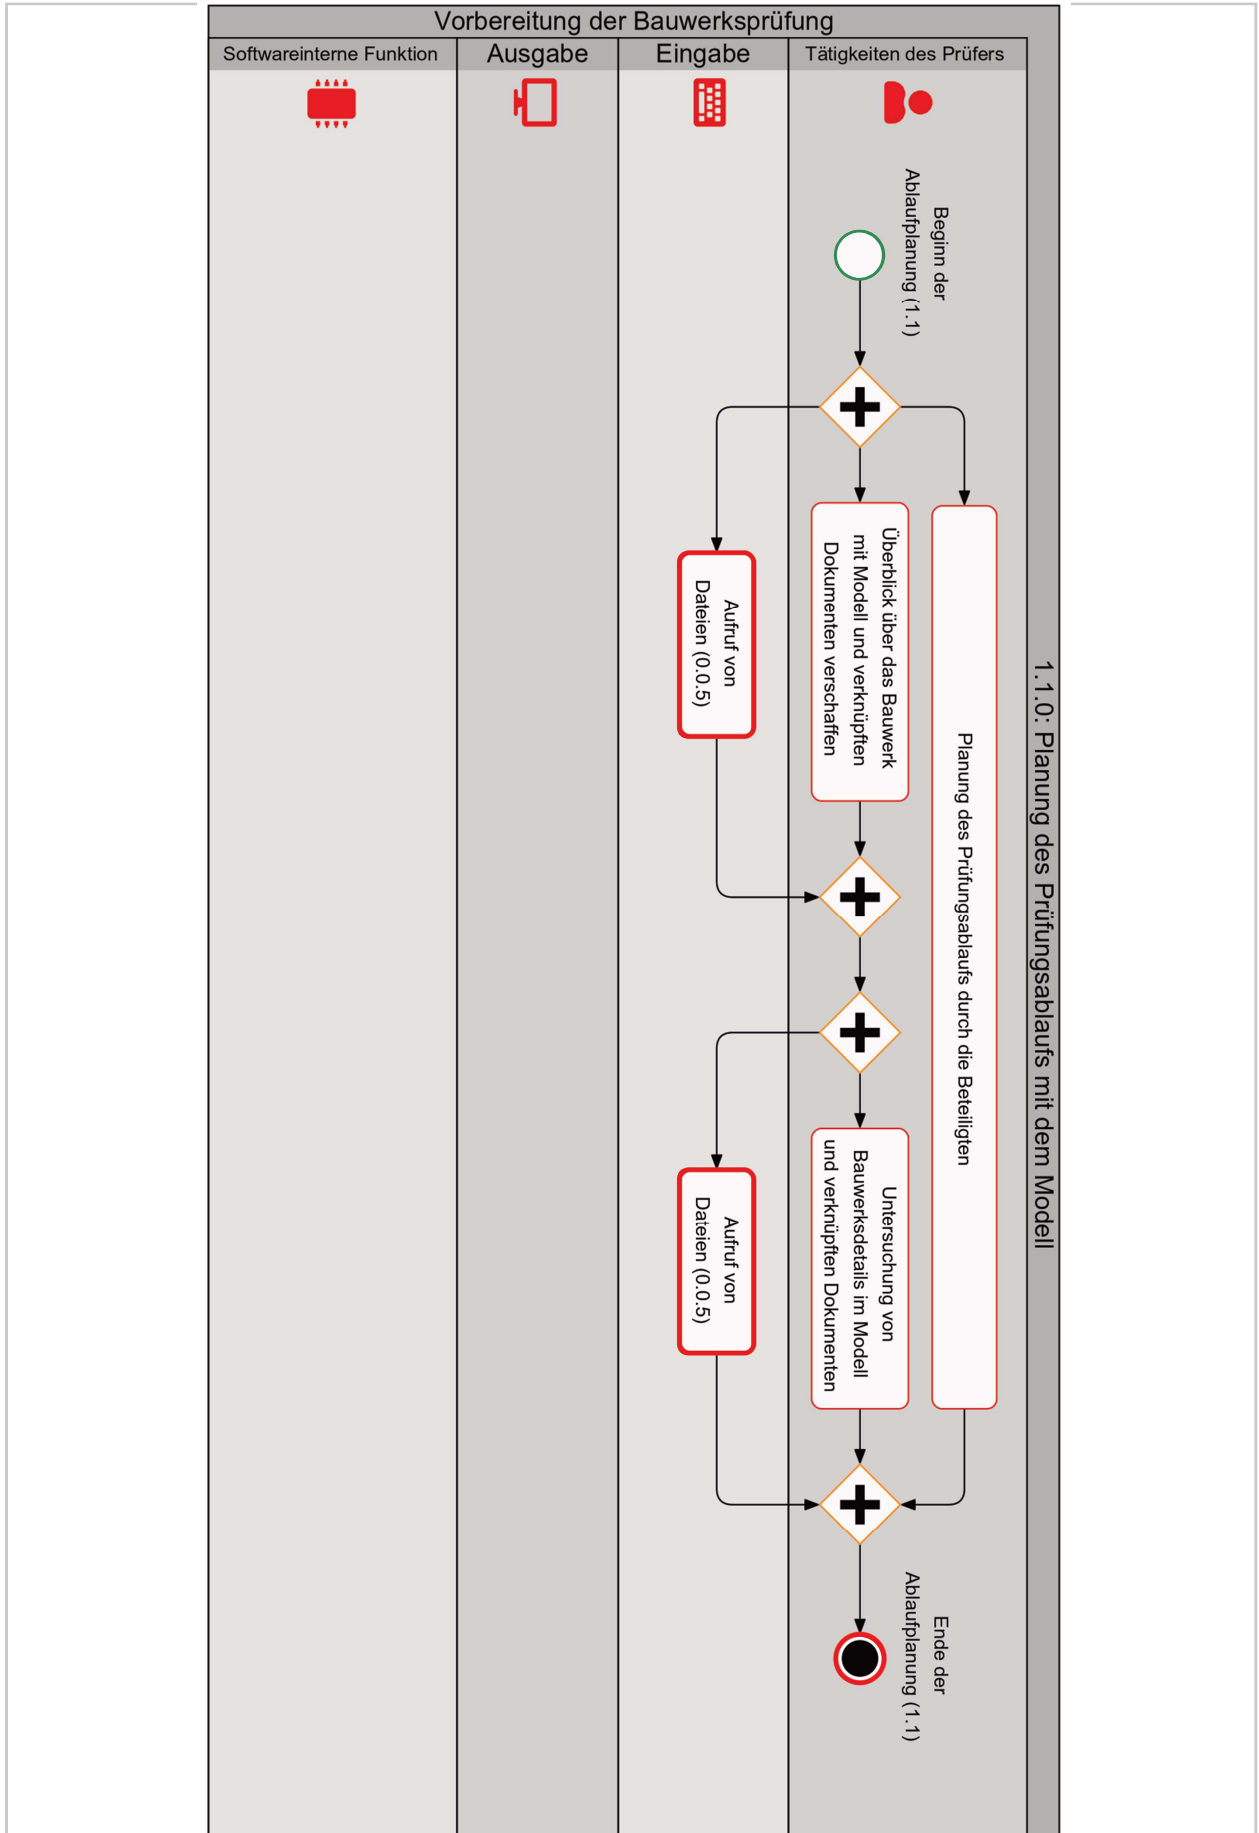 Vorbereitung der Bauwerksprüfung
Softwareinterne Funktion
Ausgabe
Eingabe
Tätigkeiten des Prüfers
1.1.0: Planung des Prüfungsablaufs mit dem Modell
Beginn der
Ablaufplanung (1.1)
Planung des Prüfungsablaufs durch die Beteiligten
Überblick über das Bauwerk
mit Modell und verknüpften
Dokumenten verschaffen
Aufruf von
Dateien (0.0.5)
Untersuchung von
Bauwerksdetails im Modell
und verknüpften Dokumenten
Aufruf von
Dateien (0.0.5)
Ende der
Ablaufplanung (1.1)